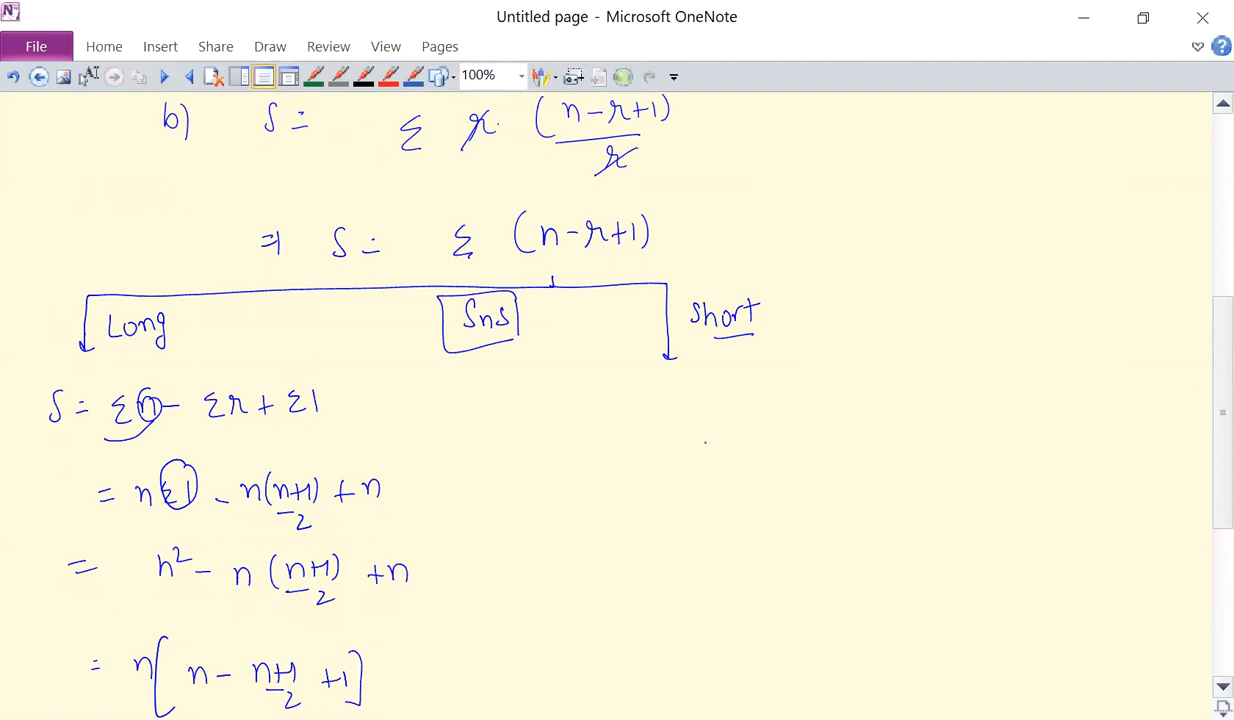 Untitled page - Microsoft OneNote
File Home Insert Share Draw Review View Pages
100%
b) S = Σ r. (n-r+1)/r
⇒ S = Σ (n-r+1)
Long SnS short
S = Σn - Σr + Σ1
= nΣ1 - n(n+1)/2 + n
= n² - n (n+1)/2 + n
= n[n - n+1/2 +1]